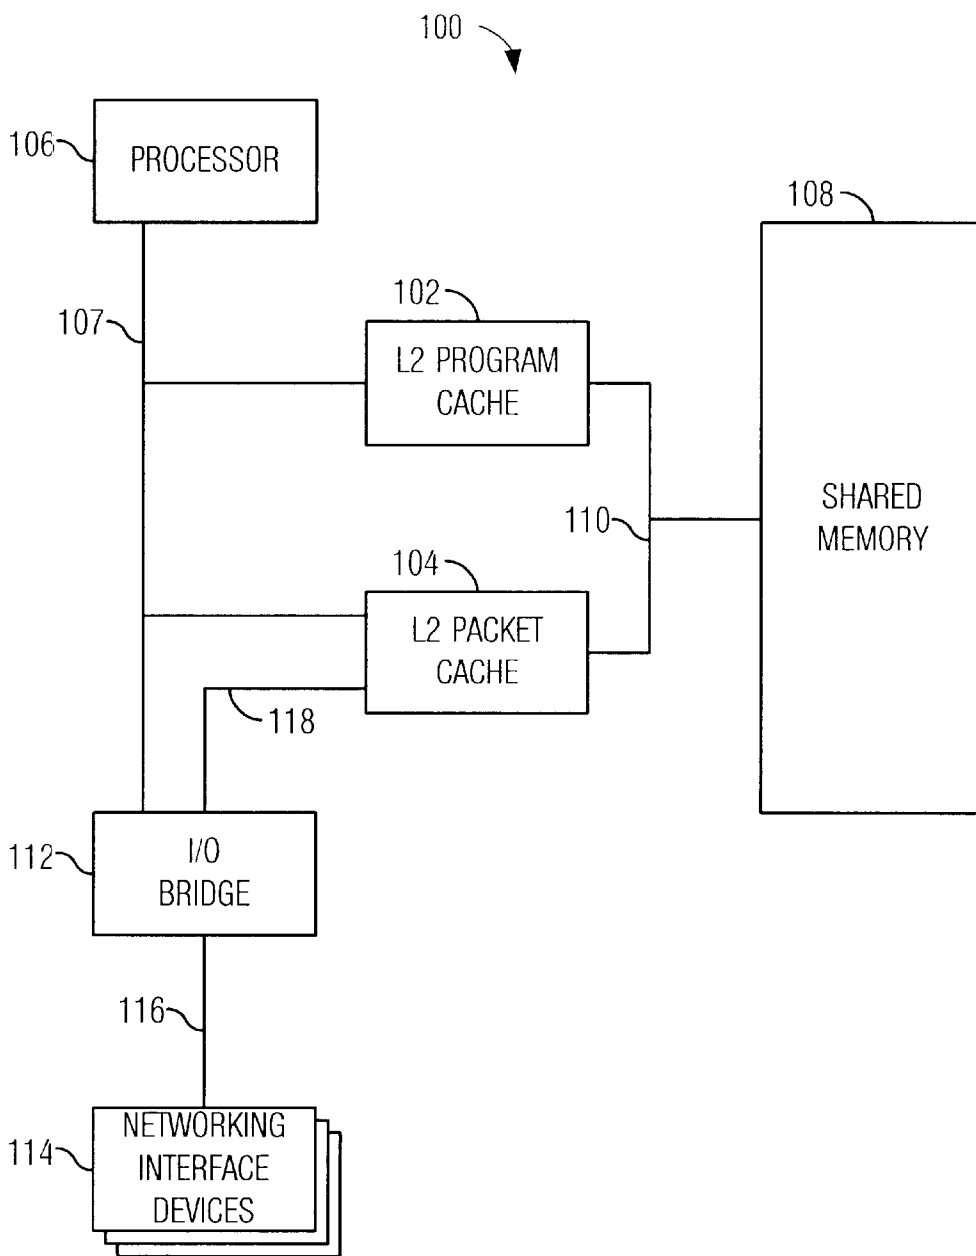 100
106
PROCESSOR
108
102
107
L2 PROGRAM
CACHE
SHARED
MEMORY
110
104
L2 PACKET
CACHE
118
112
I/O
BRIDGE
116
114
NETWORKING
INTERFACE
DEVICES